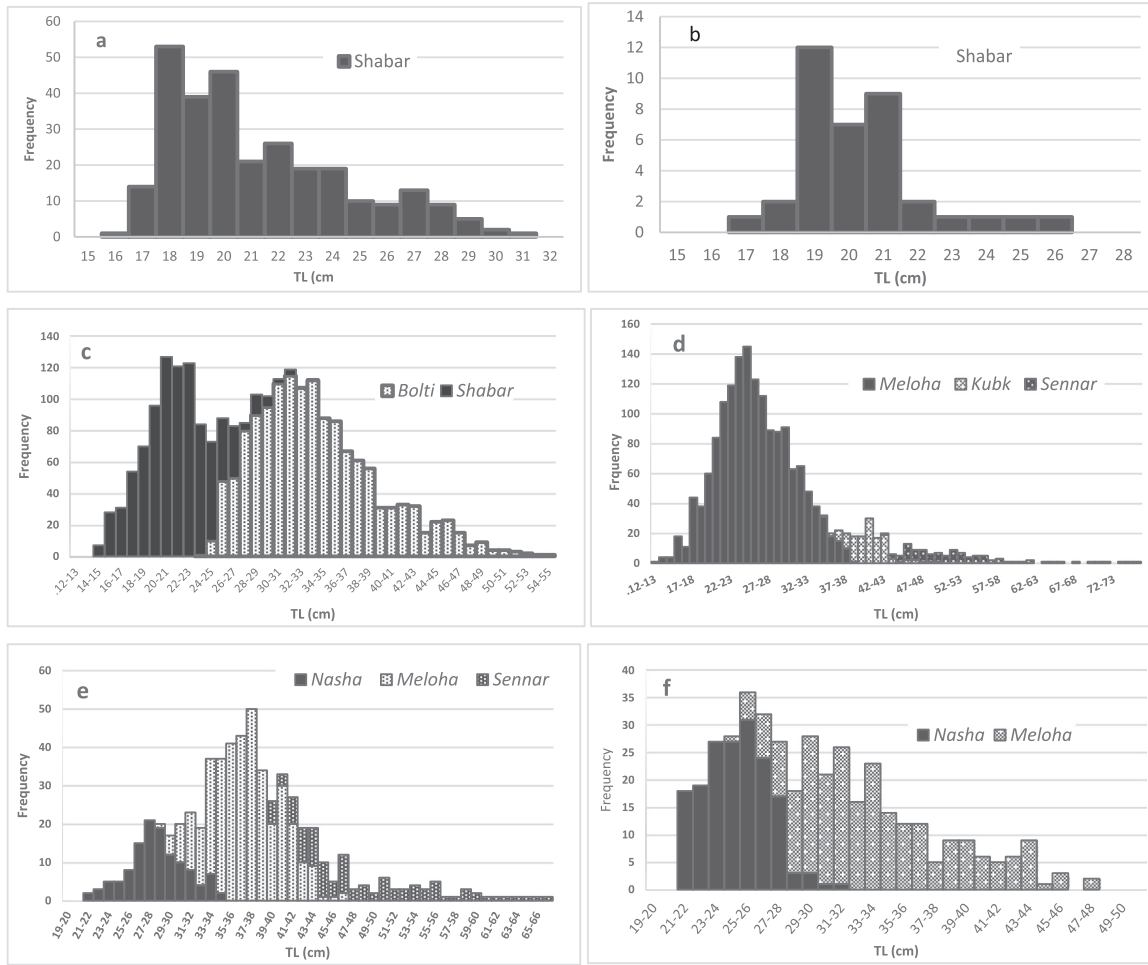 a
Shabar
Frequency
60
50
40
30
20
10
0
15 16 17 18 19 20 21 22 23 24 25 26 27 28 29 30 31 32
TL (cm
b
Shabar
Frequency
14
12
10
8
6
4
2
0
15 16 17 18 19 20 21 22 23 24 25 26 27 28
TL (cm)
c
Bolti Shabar
Frequency
140
120
100
80
60
40
20
0
.12-13 14-15 16-17 18-19 20-21 22-23 24-25 26-27 28-29 30-31 32-33 34-35 36-37 38-39 40-41 42-43 44-45 46-47 48-49 50-51 52-53 54-55
TL (cm)
d
Meloha Kubk Sennar
Frquency
160
140
120
100
80
60
40
20
0
.12-13 17-18 22-23 27-28 32-33 37-38 42-43 47-48 52-53 57-58 62-63 67-68 72-73
TL (cm)
e
Nasha Meloha Sennar
Frequency
60
50
40
30
20
10
0
19-20 21-22 23-24 25-26 27-28 29-30 31-32 33-34 35-36 37-38 39-40 41-42 43-44 45-46 47-48 49-50 51-52 53-54 55-56 57-58 59-60 61-62 63-64 65-66
TL (cm)
f
Nasha Meloha
Frequency
40
35
30
25
20
15
10
5
0
19-20 21-22 23-24 25-26 27-28 29-30 31-32 33-34 35-36 37-38 39-40 41-42 43-44 45-46 47-48 49-50
TL (cm)